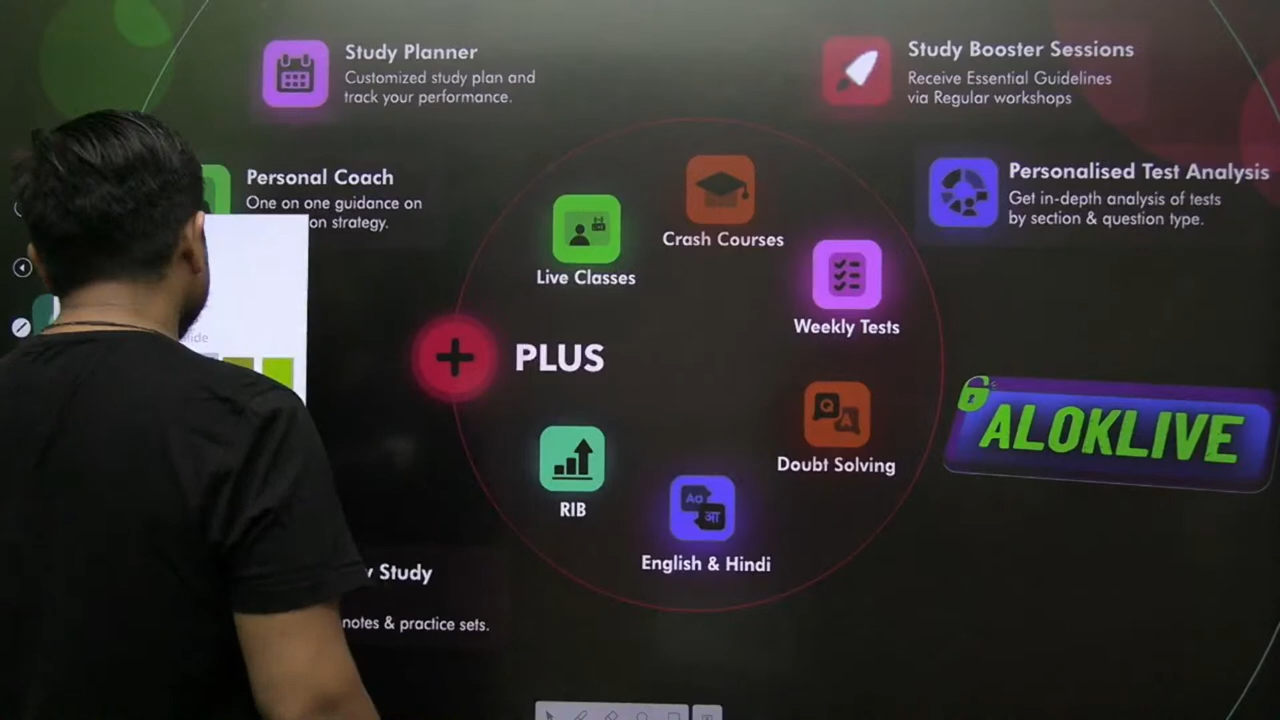 Study Planner
Customized study plan and
track your performance.
Study Booster Sessions
Receive Essential Guidelines
via Regular workshops
Personal Coach
One on one guidance on
on strategy.
Personalised Test Analysis
Get in-depth analysis of tests
by section & question type.
Crash Courses
Live Classes
Weekly Tests
PLUS
ALOKLIVE
Q
A
Doubt Solving
RIB
Aa
आ
English & Hindi
Study
notes & practice sets.